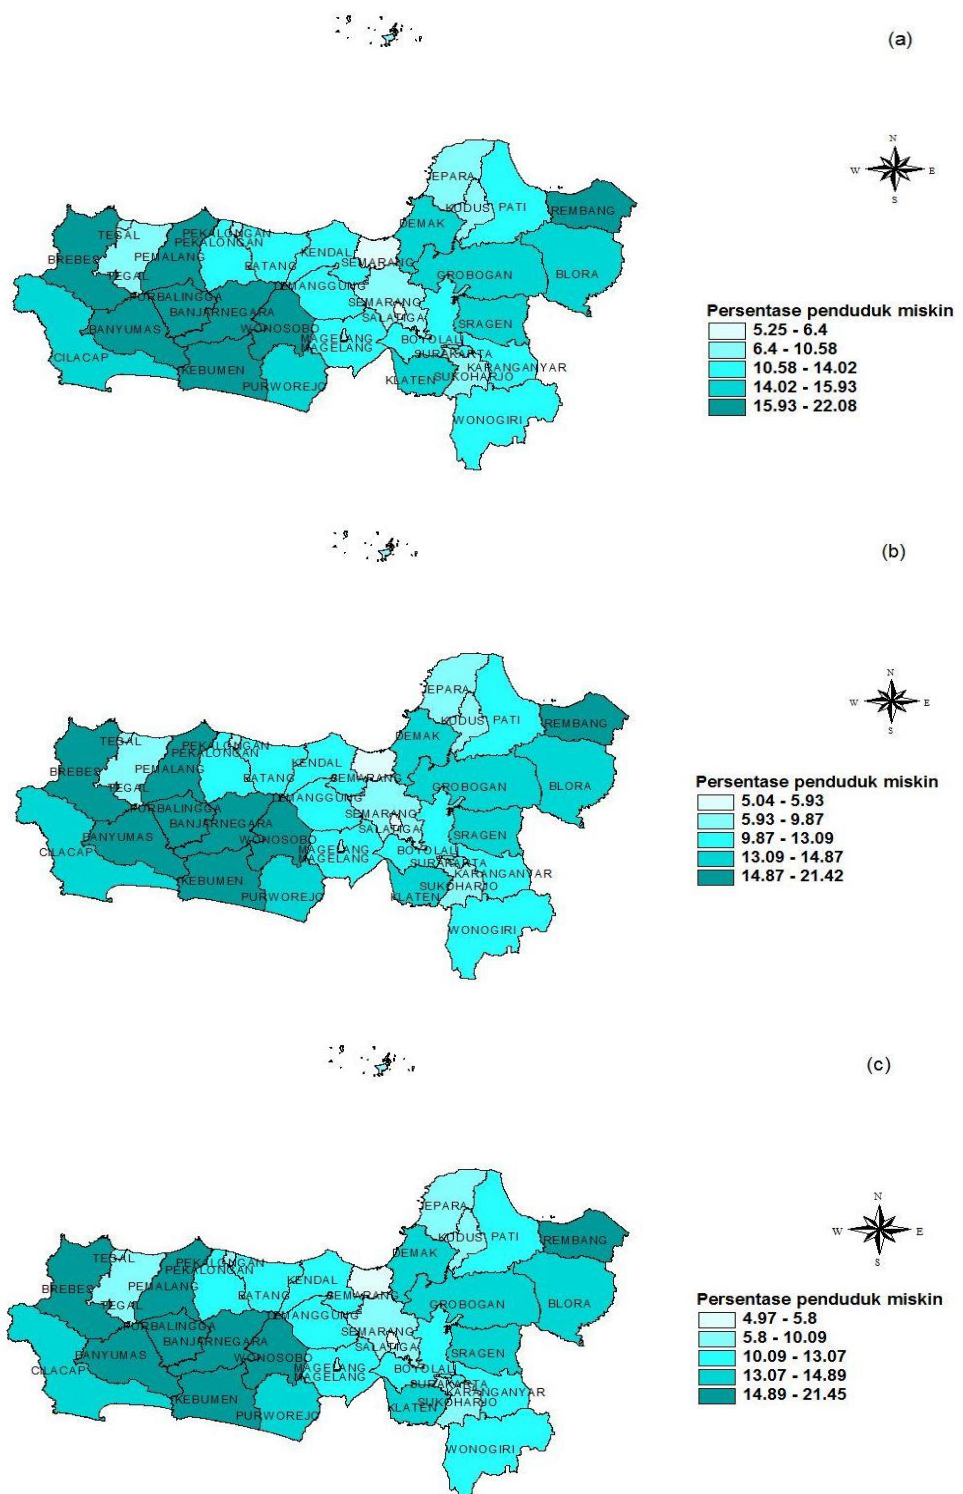 (a)
N
W E
S
JEPARA
KUDUS PATI
REMBANG
DEMAK
TEGAL
PEKALONGAN
PEKALONGAN
KENDAL
BREBES
PEMALANG
SEMARANG
TEGAL
BATANG
GROBOGAN
BLORA
TEMANGGUNG
PURBALINGGA
SEMARANG
BANJARNEGARA
SALATIGA
BANYUMAS
WONOSOBO
SRAGEN
MAGELANG
MAGELANG
BOYOLALI
CILACAP
SURAKARTA
KEBUMEN
KARANGANYAR
SUKOHARJO
PURWOREJO
KLATEN
WONOGIRI
Persentase penduduk miskin
5.25 - 6.4
6.4 - 10.58
10.58 - 14.02
14.02 - 15.93
15.93 - 22.08
(b)
N
W E
S
JEPARA
KUDUS PATI
REMBANG
DEMAK
TEGAL
PEKALONGAN
PEKALONGAN
KENDAL
BREBES
PEMALANG
SEMARANG
TEGAL
BATANG
GROBOGAN
BLORA
TEMANGGUNG
PURBALINGGA
SEMARANG
BANJARNEGARA
SALATIGA
BANYUMAS
WONOSOBO
SRAGEN
MAGELANG
MAGELANG
BOYOLALI
CILACAP
SURAKARTA
KARANGANYAR
KEBUMEN
SUKOHARJO
PURWOREJO
KLATEN
WONOGIRI
Persentase penduduk miskin
5.04 - 5.93
5.93 - 9.87
9.87 - 13.09
13.09 - 14.87
14.87 - 21.42
(c)
N
W E
S
JEPARA
KUDUS PATI
REMBANG
DEMAK
TEGAL
PEKALONGAN
PEKALONGAN
KENDAL
BREBES
PEMALANG
SEMARANG
TEGAL
BATANG
GROBOGAN
BLORA
TEMANGGUNG
PURBALINGGA
SEMARANG
BANJARNEGARA
SALATIGA
BANYUMAS
WONOSOBO
SRAGEN
MAGELANG
MAGELANG
BOYOLALI
CILACAP
SURAKARTA
KARANGANYAR
KEBUMEN
SUKOHARJO
PURWOREJO
KLATEN
WONOGIRI
Persentase penduduk miskin
4.97 - 5.8
5.8 - 10.09
10.09 - 13.07
13.07 - 14.89
14.89 - 21.45